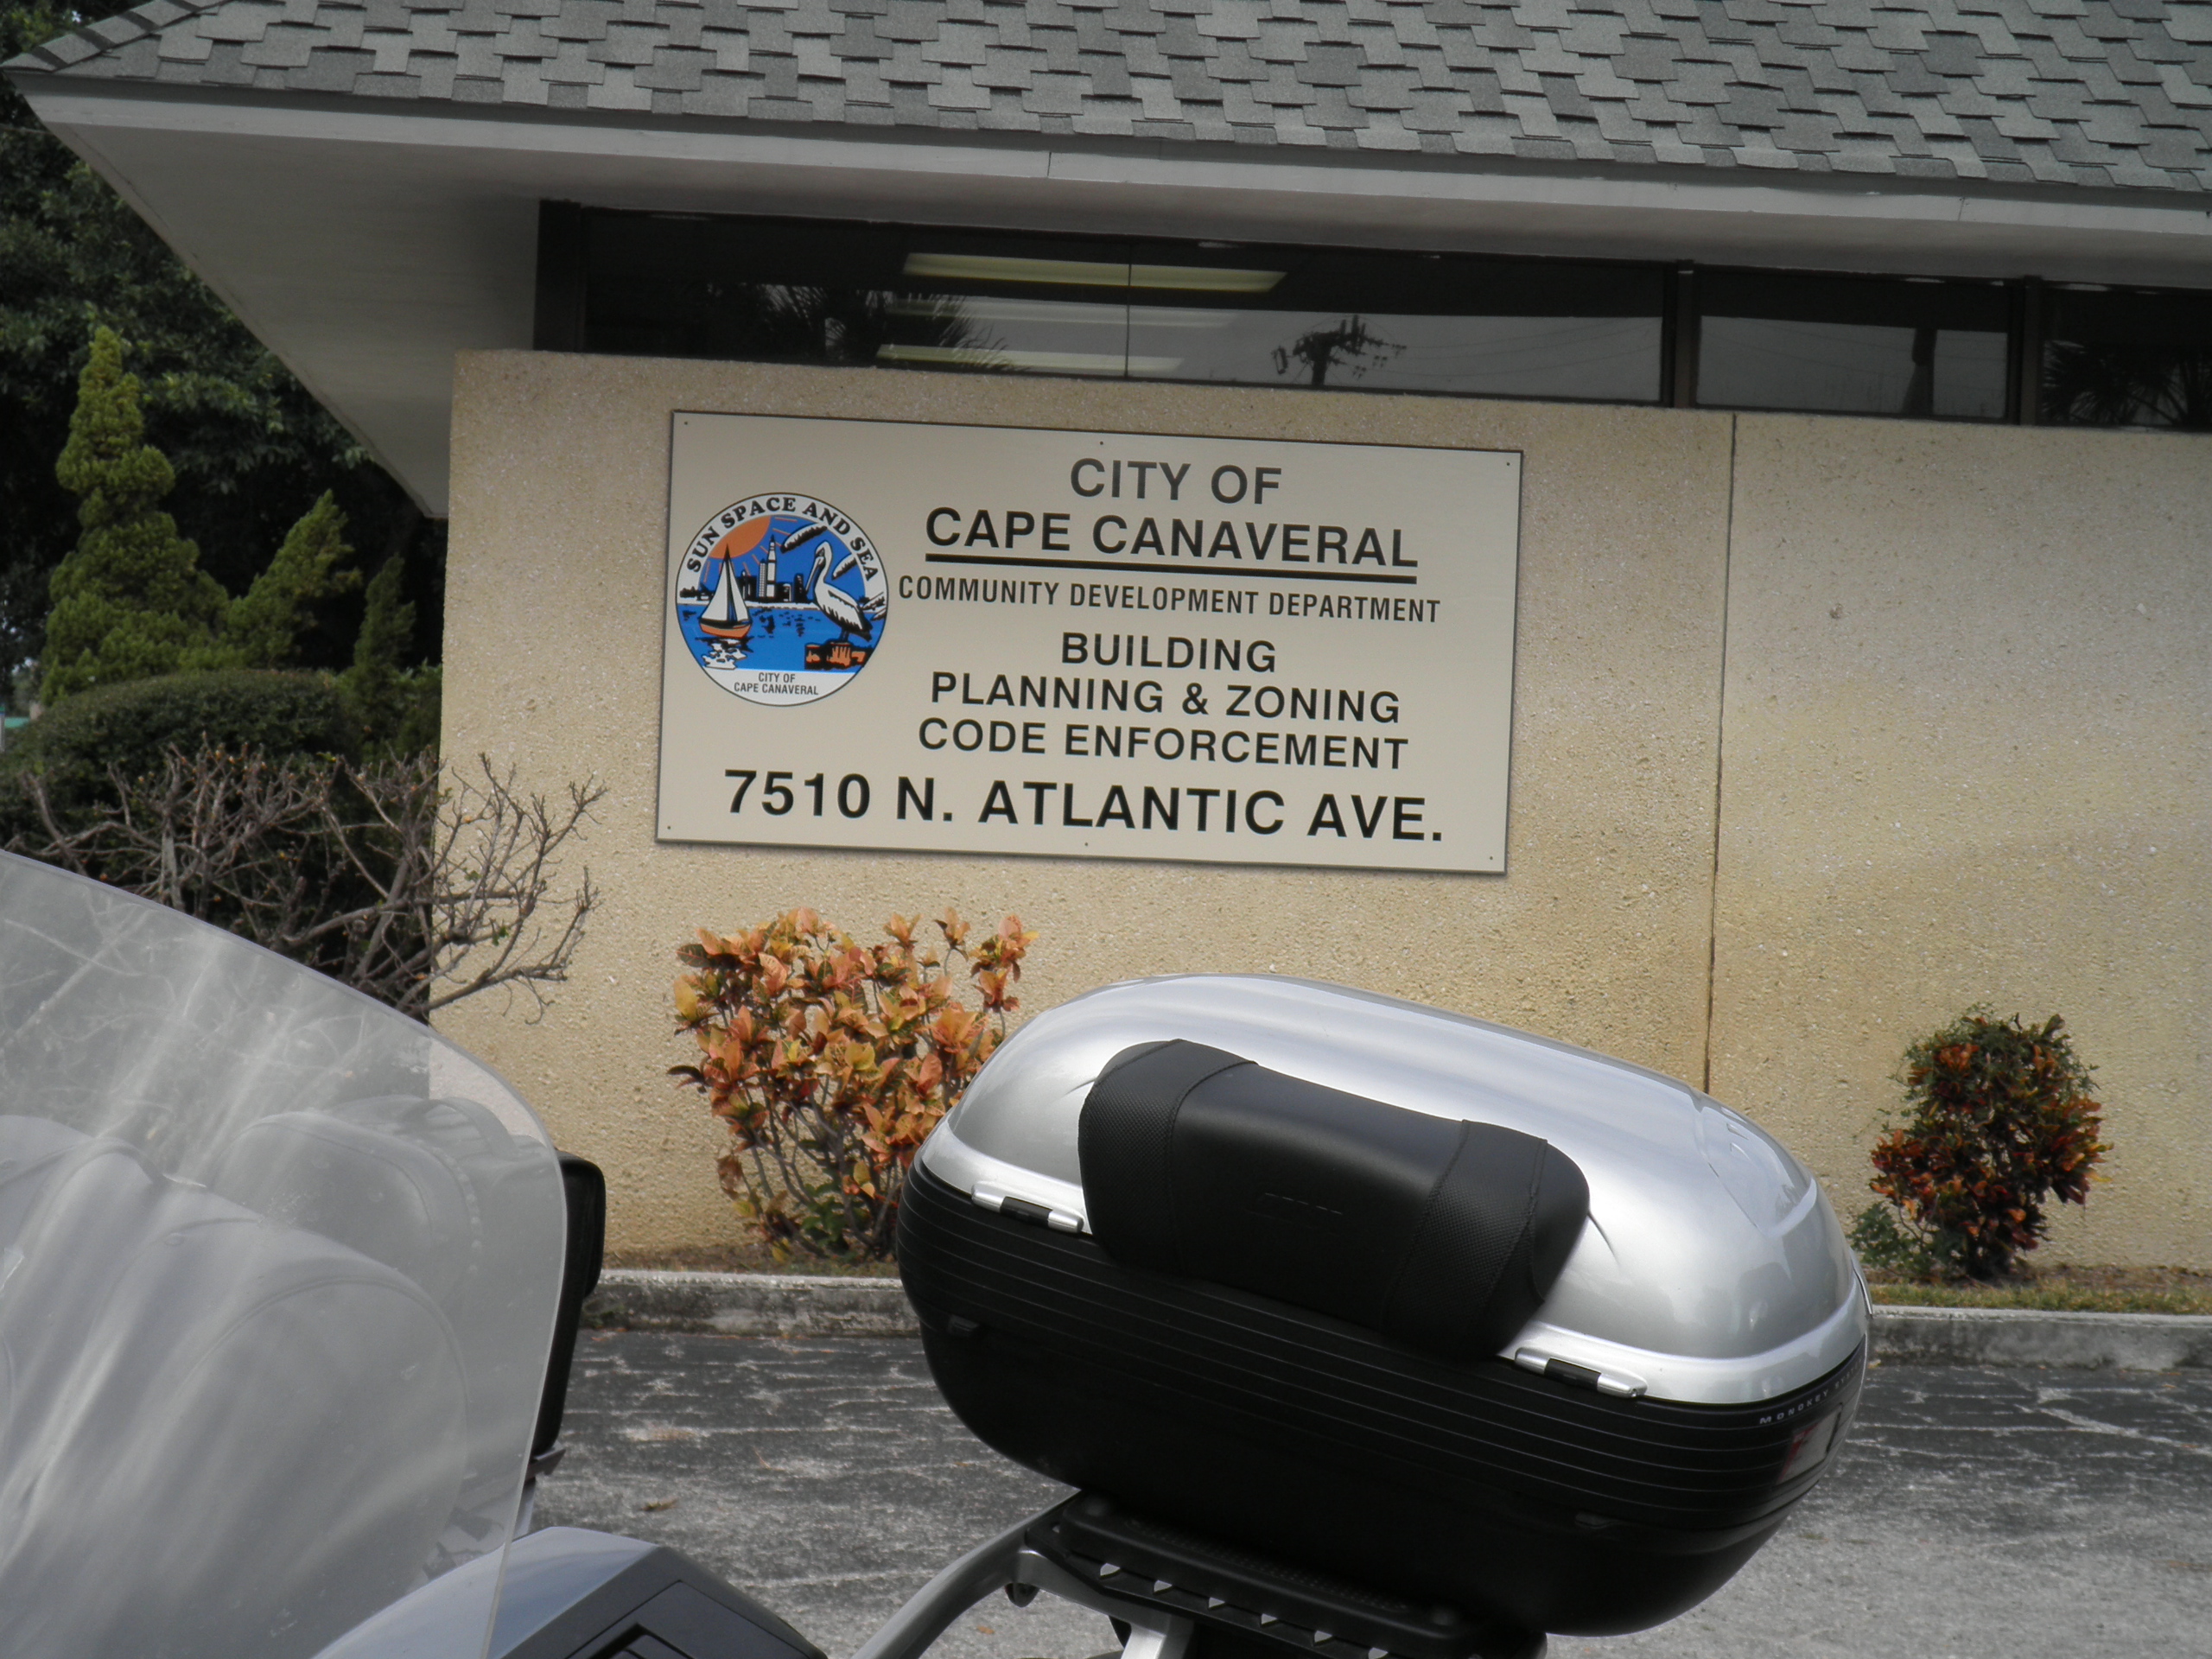 SUN SPACE AND SEA
CITY OF
CAPE CANAVERAL
CITY OF
CAPE CANAVERAL
COMMUNITY DEVELOPMENT DEPARTMENT
BUILDING
PLANNING & ZONING
CODE ENFORCEMENT
7510 N. ATLANTIC AVE.
MONOKEY